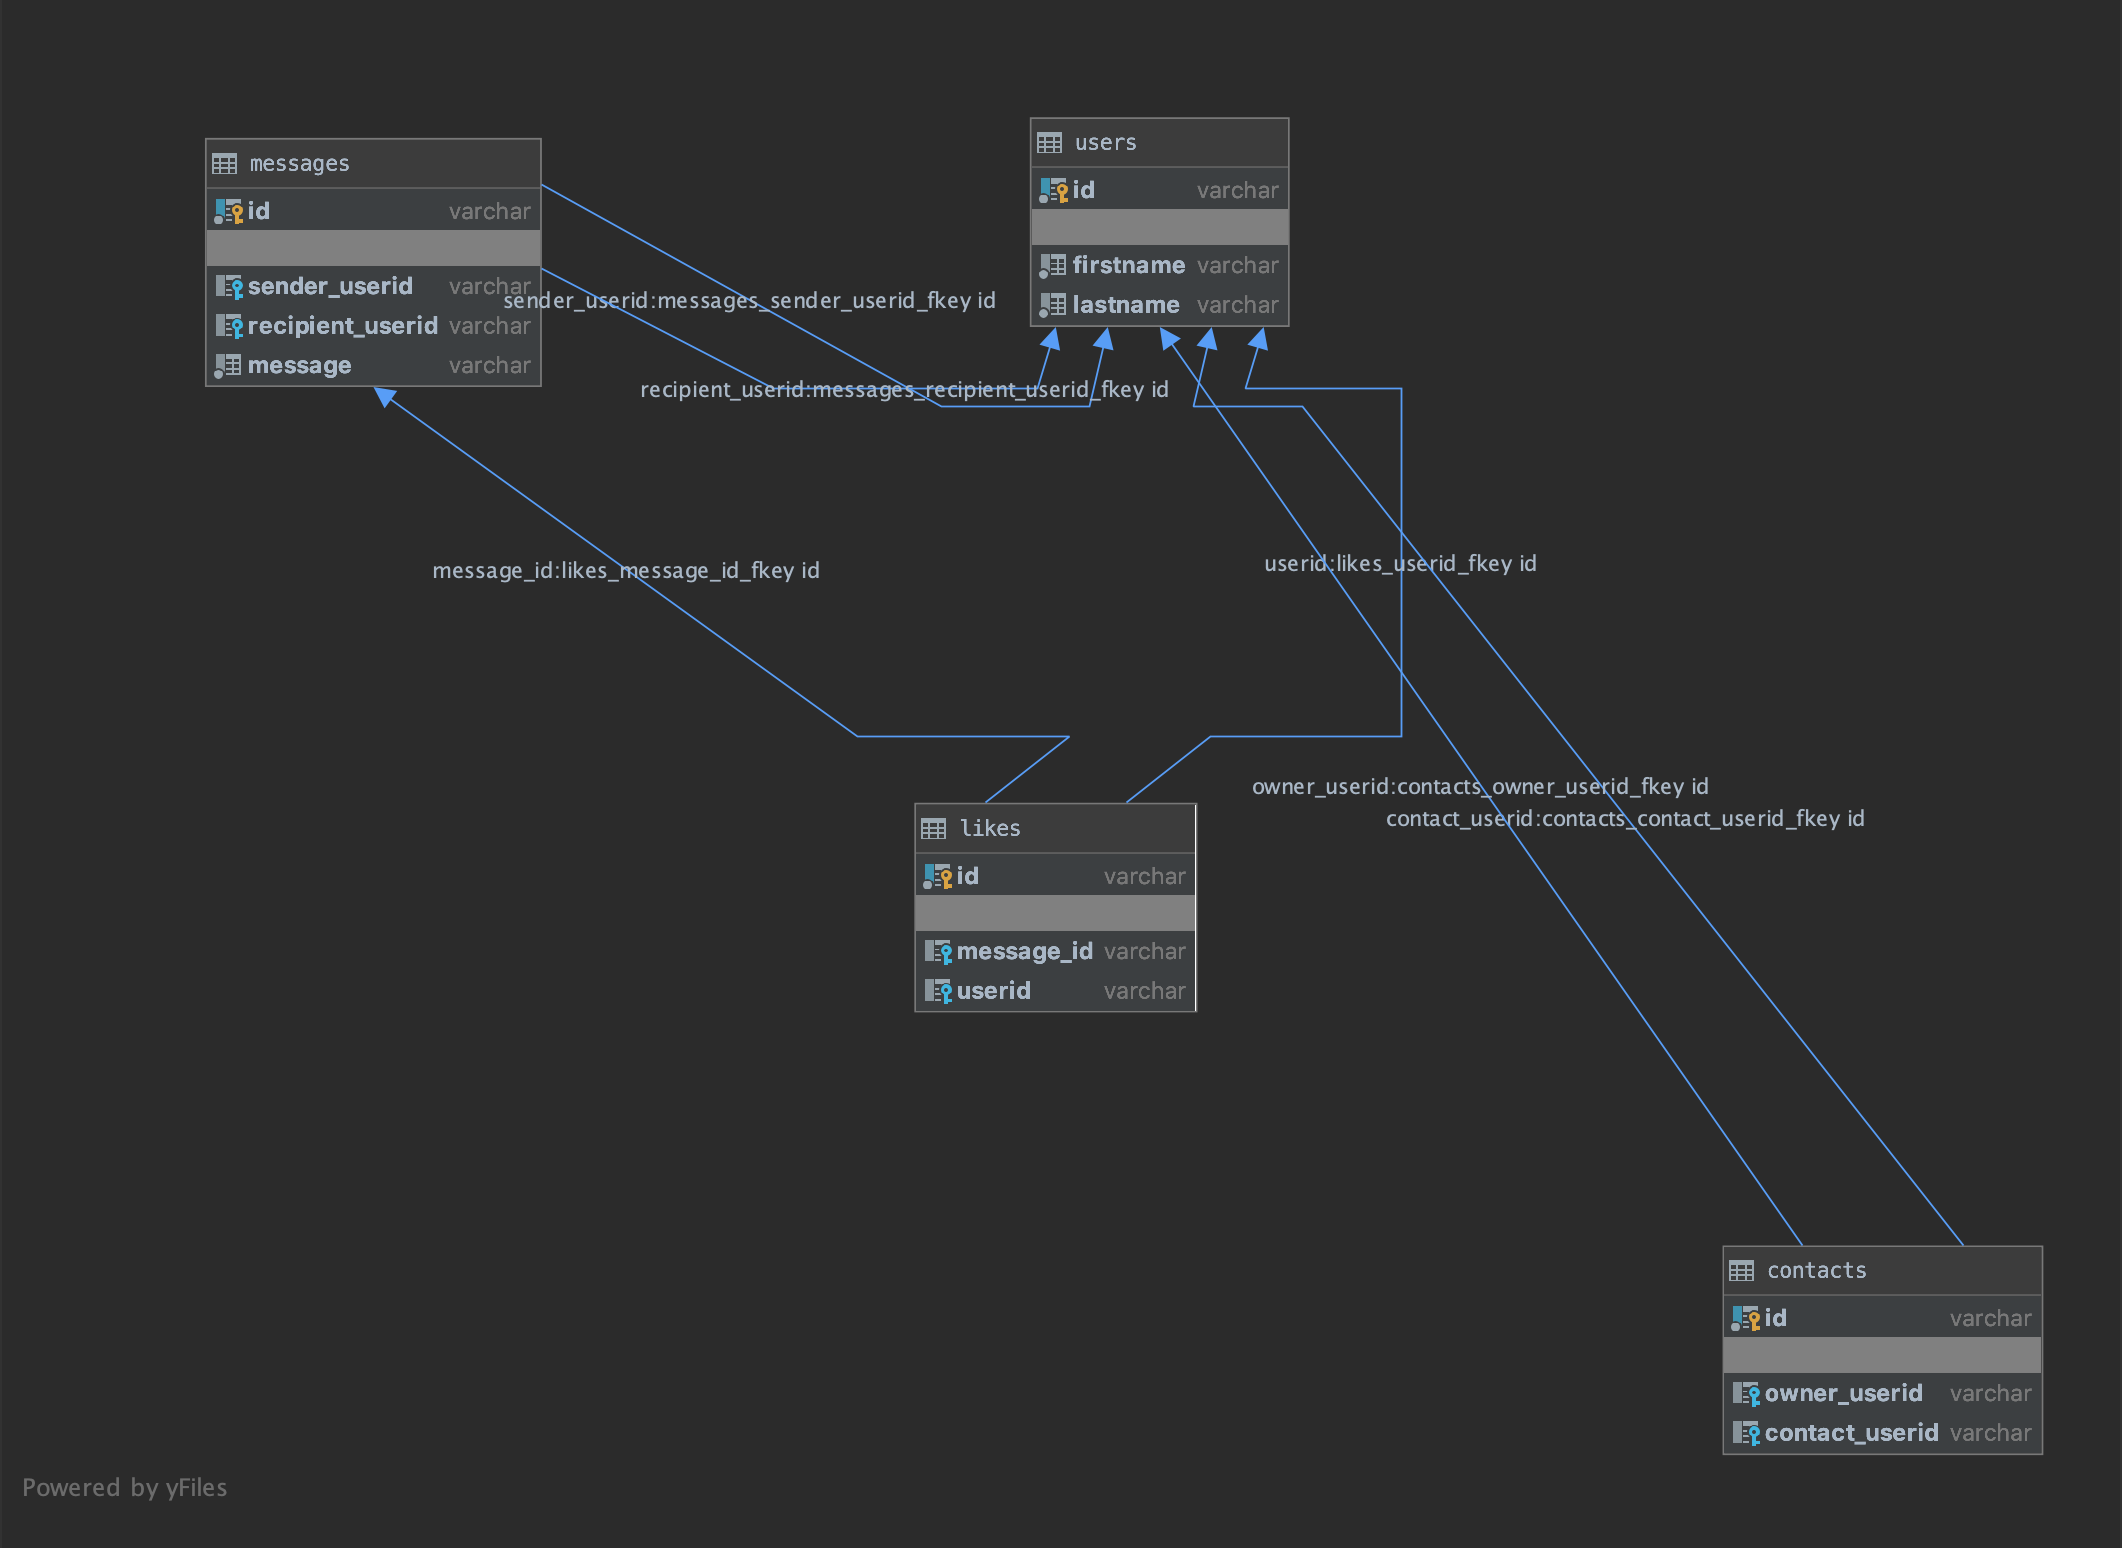 messages
id varchar
sender_userid varchar
recipient_userid varchar
message varchar
users
id varchar
firstname varchar
lastname varchar
sender_userid:messages_sender_userid_fkey id
recipient_userid:messages_recipient_userid_fkey id
message_id:likes_message_id_fkey id
userid:likes_userid_fkey id
owner_userid:contacts_owner_userid_fkey id
contact_userid:contacts_contact_userid_fkey id
likes
id varchar
message_id varchar
userid varchar
contacts
id varchar
owner_userid varchar
contact_userid varchar
Powered by yFiles